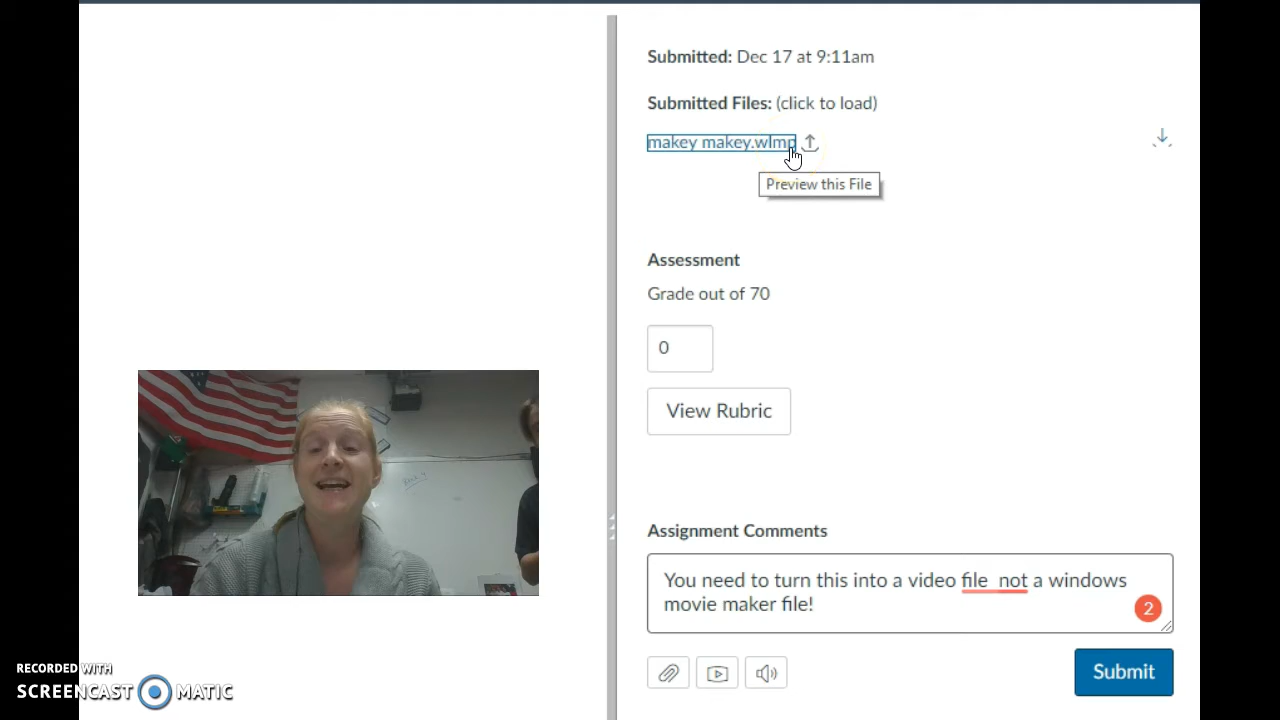 Submitted: Dec 17 at 9:11am
Submitted Files: (click to load)
makey makey.wlmp
Preview this File
Assessment
Grade out of 70
0
View Rubric
Assignment Comments
You need to turn this into a video file  not a windows
movie maker file!
2
Submit
RECORDED WITH
SCREENCAST MATIC